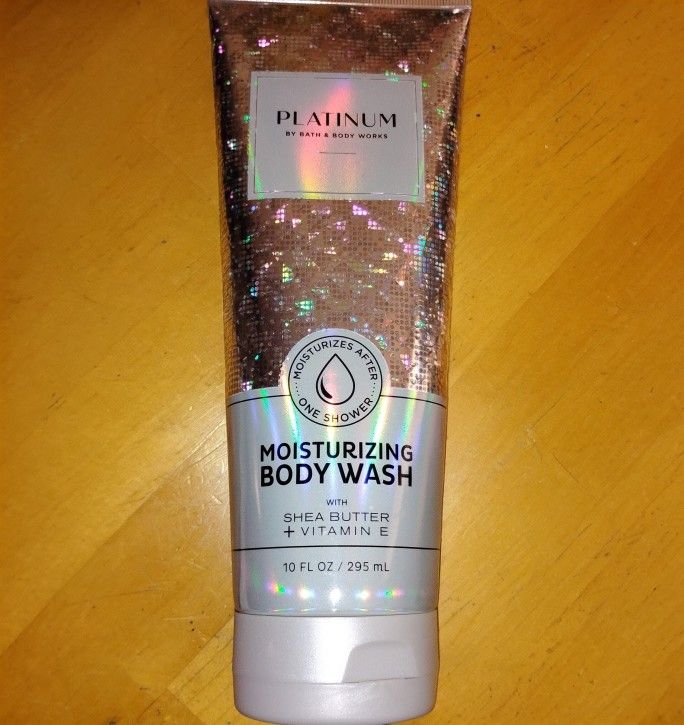 PLATINUM
BY BATH & BODY WORKS
MOISTURIZES AFTER
ONE SHOWER
MOISTURIZING
BODY WASH
WITH
SHEA BUTTER
+ VITAMIN E
10 FL OZ / 295 mL